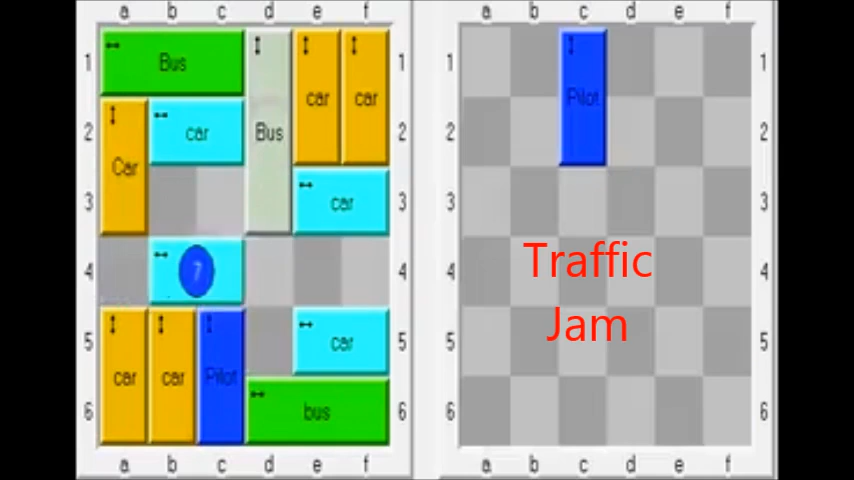 a b c d e f a b c d e f
1 Bus Bus car car 1 1 Pilot 1
2 Car car 2 2 2
3 car 3 3 3
4 7 4 4 Traffic 4
5 car car Pilot car 5 5 Jam 5
6 bus 6 6 6
a b c d e f a b c d e f